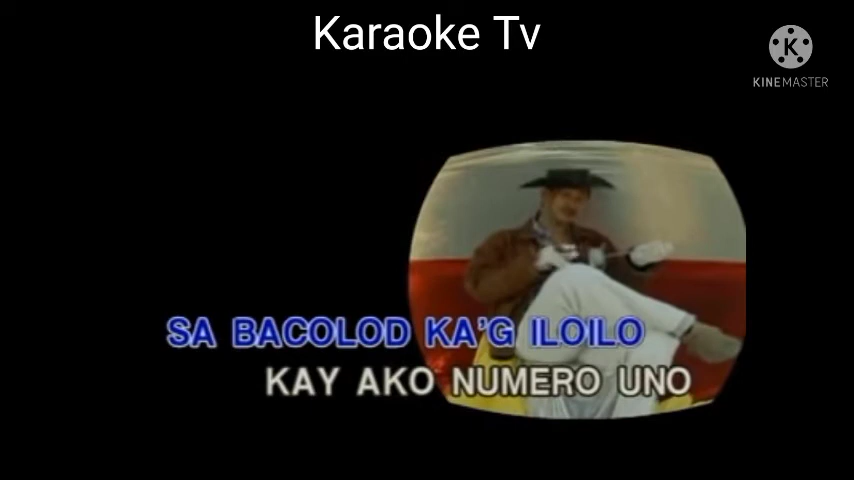 Karaoke Tv
K
KINEMASTER
SA BACOLOD KA'G ILOILO
KAY AKO NUMERO UNO